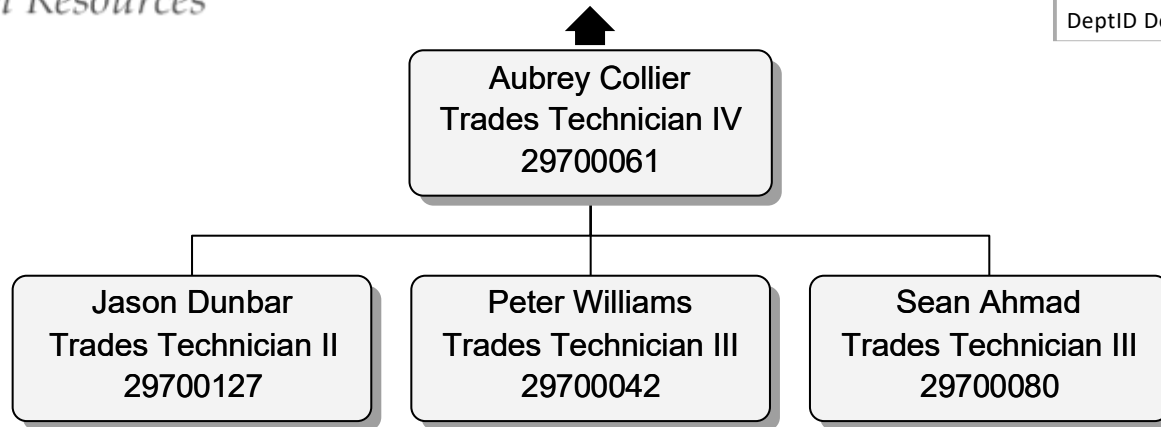 Resources
DeptID
Aubrey Collier
Trades Technician IV
29700061
Jason Dunbar
Trades Technician II
29700127
Peter Williams
Trades Technician III
29700042
Sean Ahmad
Trades Technician III
29700080